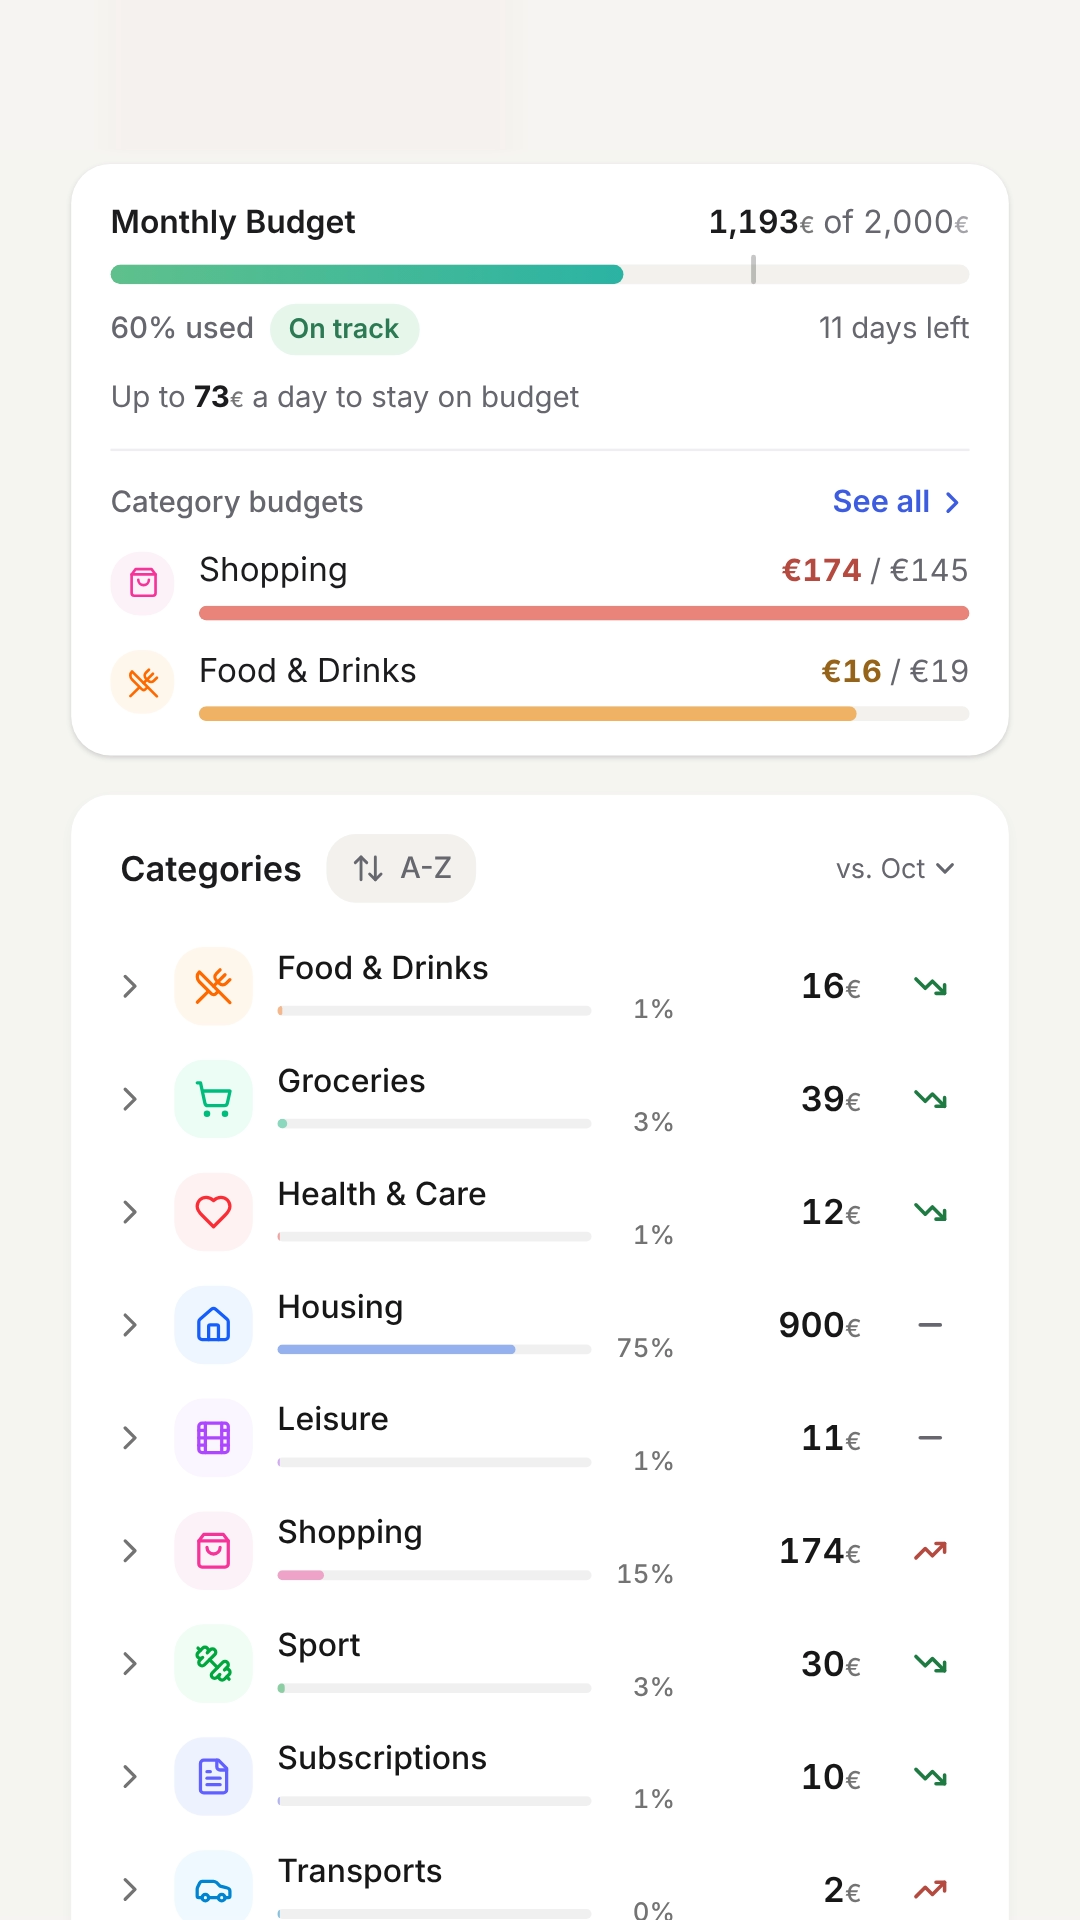 Monthly Budget 1,193€ of 2,000€
60% used On track 11 days left
Up to 73€ a day to stay on budget
Category budgets See all
Shopping €174 / €145
Food & Drinks €16 / €19
Categories A-Z vs. Oct
Food & Drinks 1% 16€
Groceries 3% 39€
Health & Care 1% 12€
Housing 75% 900€
Leisure 1% 11€
Shopping 15% 174€
Sport 3% 30€
Subscriptions 1% 10€
Transports 0% 2€